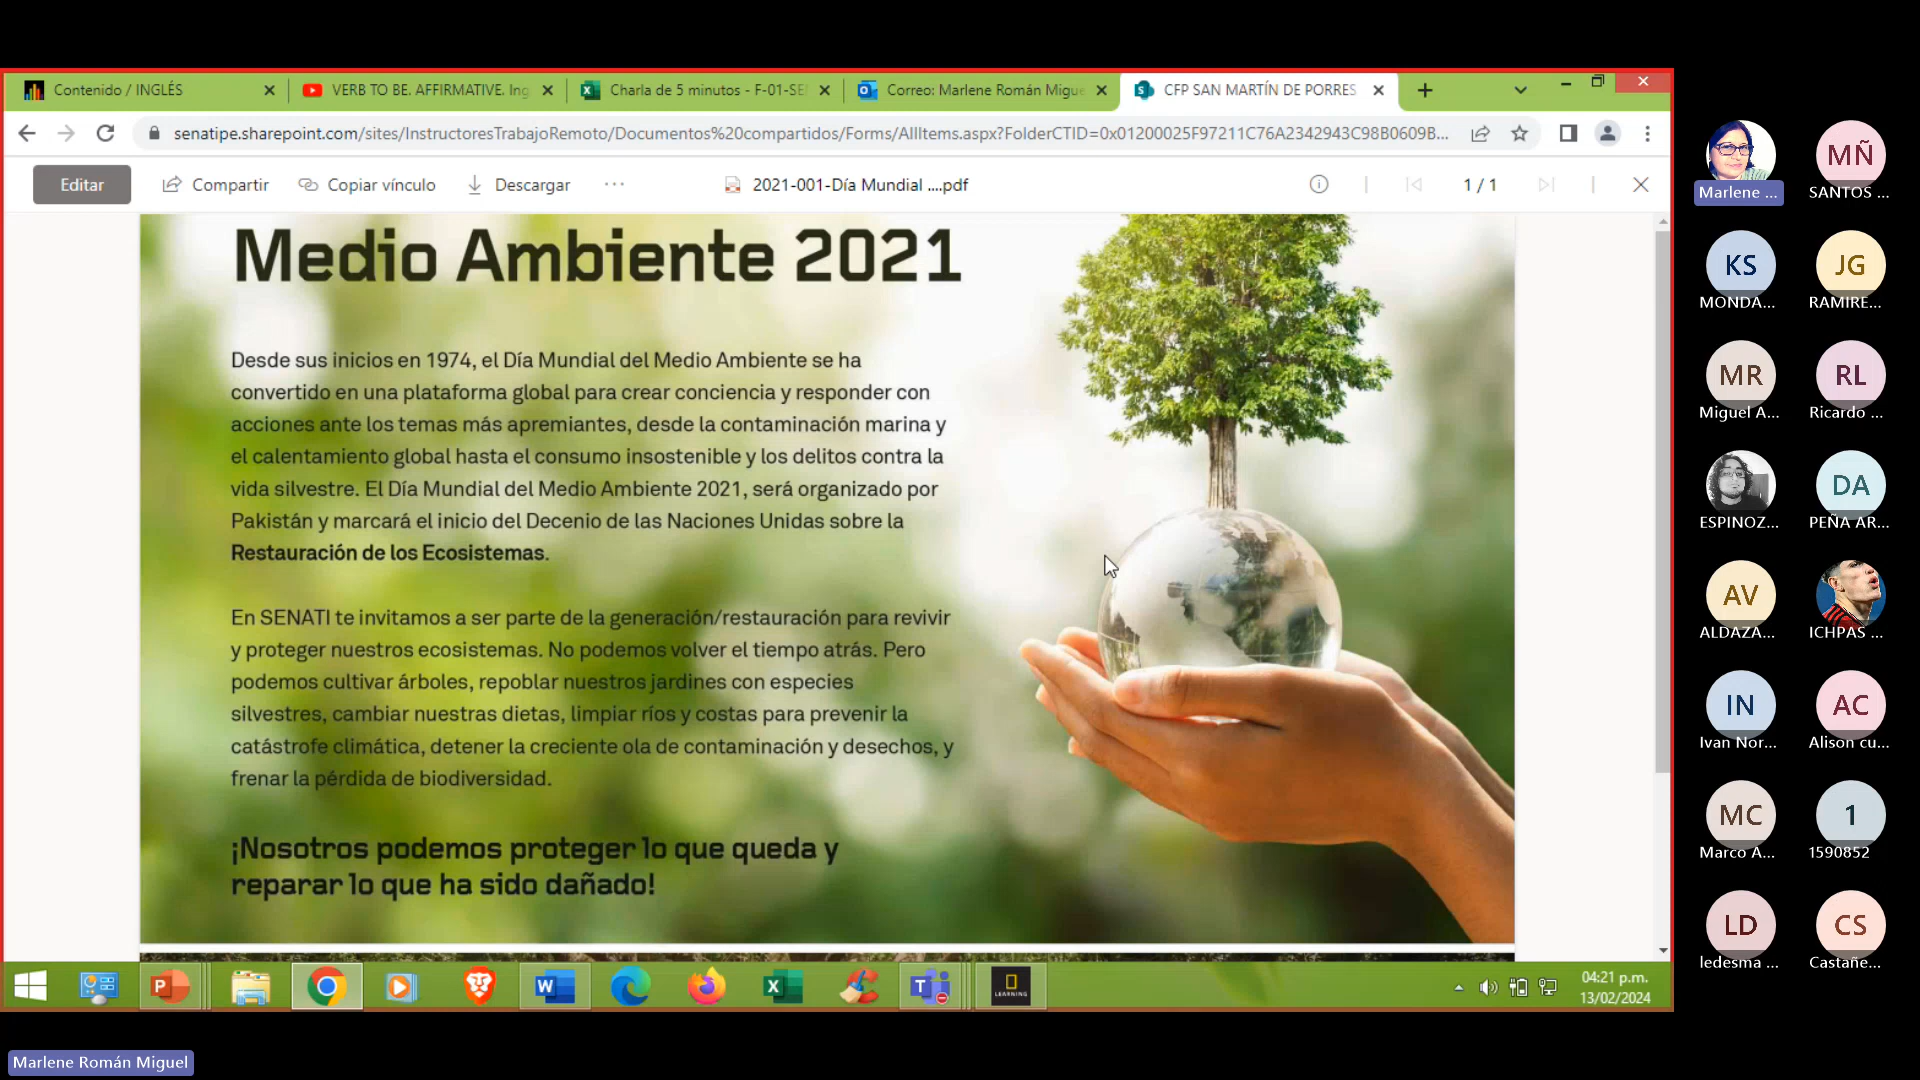 Contenido / INGLÉS
VERB TO BE. AFFIRMATIVE. Ing
Charla de 5 minutos - F-01-SE
Correo: Marlene Román Migue
CFP SAN MARTÍN DE PORRES
senatipe.sharepoint.com/sites/InstructoresTrabajoRemoto/Documentos%20compartidos/Forms/AllItems.aspx?FolderCTID=0x01200025F97211C76A2342943C98B0609B...
Editar
Compartir
Copiar vínculo
Descargar
2021-001-Día Mundial ....pdf
1 / 1
Medio Ambiente 2021
Desde sus inicios en 1974, el Día Mundial del Medio Ambiente se ha
convertido en una plataforma global para crear conciencia y responder con
acciones ante los temas más apremiantes, desde la contaminación marina y
el calentamiento global hasta el consumo insostenible y los delitos contra la
vida silvestre. El Día Mundial del Medio Ambiente 2021, será organizado por
Pakistán y marcará el inicio del Decenio de las Naciones Unidas sobre la
Restauración de los Ecosistemas.
En SENATI te invitamos a ser parte de la generación/restauración para revivir
y proteger nuestros ecosistemas. No podemos volver el tiempo atrás. Pero
podemos cultivar árboles, repoblar nuestros jardines con especies
silvestres, cambiar nuestras dietas, limpiar ríos y costas para prevenir la
catástrofe climática, detener la creciente ola de contaminación y desechos, y
frenar la pérdida de biodiversidad.
¡Nosotros podemos proteger lo que queda y
reparar lo que ha sido dañado!
LEARNING
04:21 p.m.
13/02/2024
Marlene ...
MÑ
SANTOS ...
KS
MONDA...
JG
RAMIRE...
MR
Miguel A...
RL
Ricardo ...
ESPINOZ...
DA
PEÑA AR...
AV
ALDAZA...
ICHPAS ...
IN
Ivan Nor...
AC
Alison cu...
MC
Marco A...
1
1590852
LD
ledesma ...
CS
Castañe...
Marlene Román Miguel